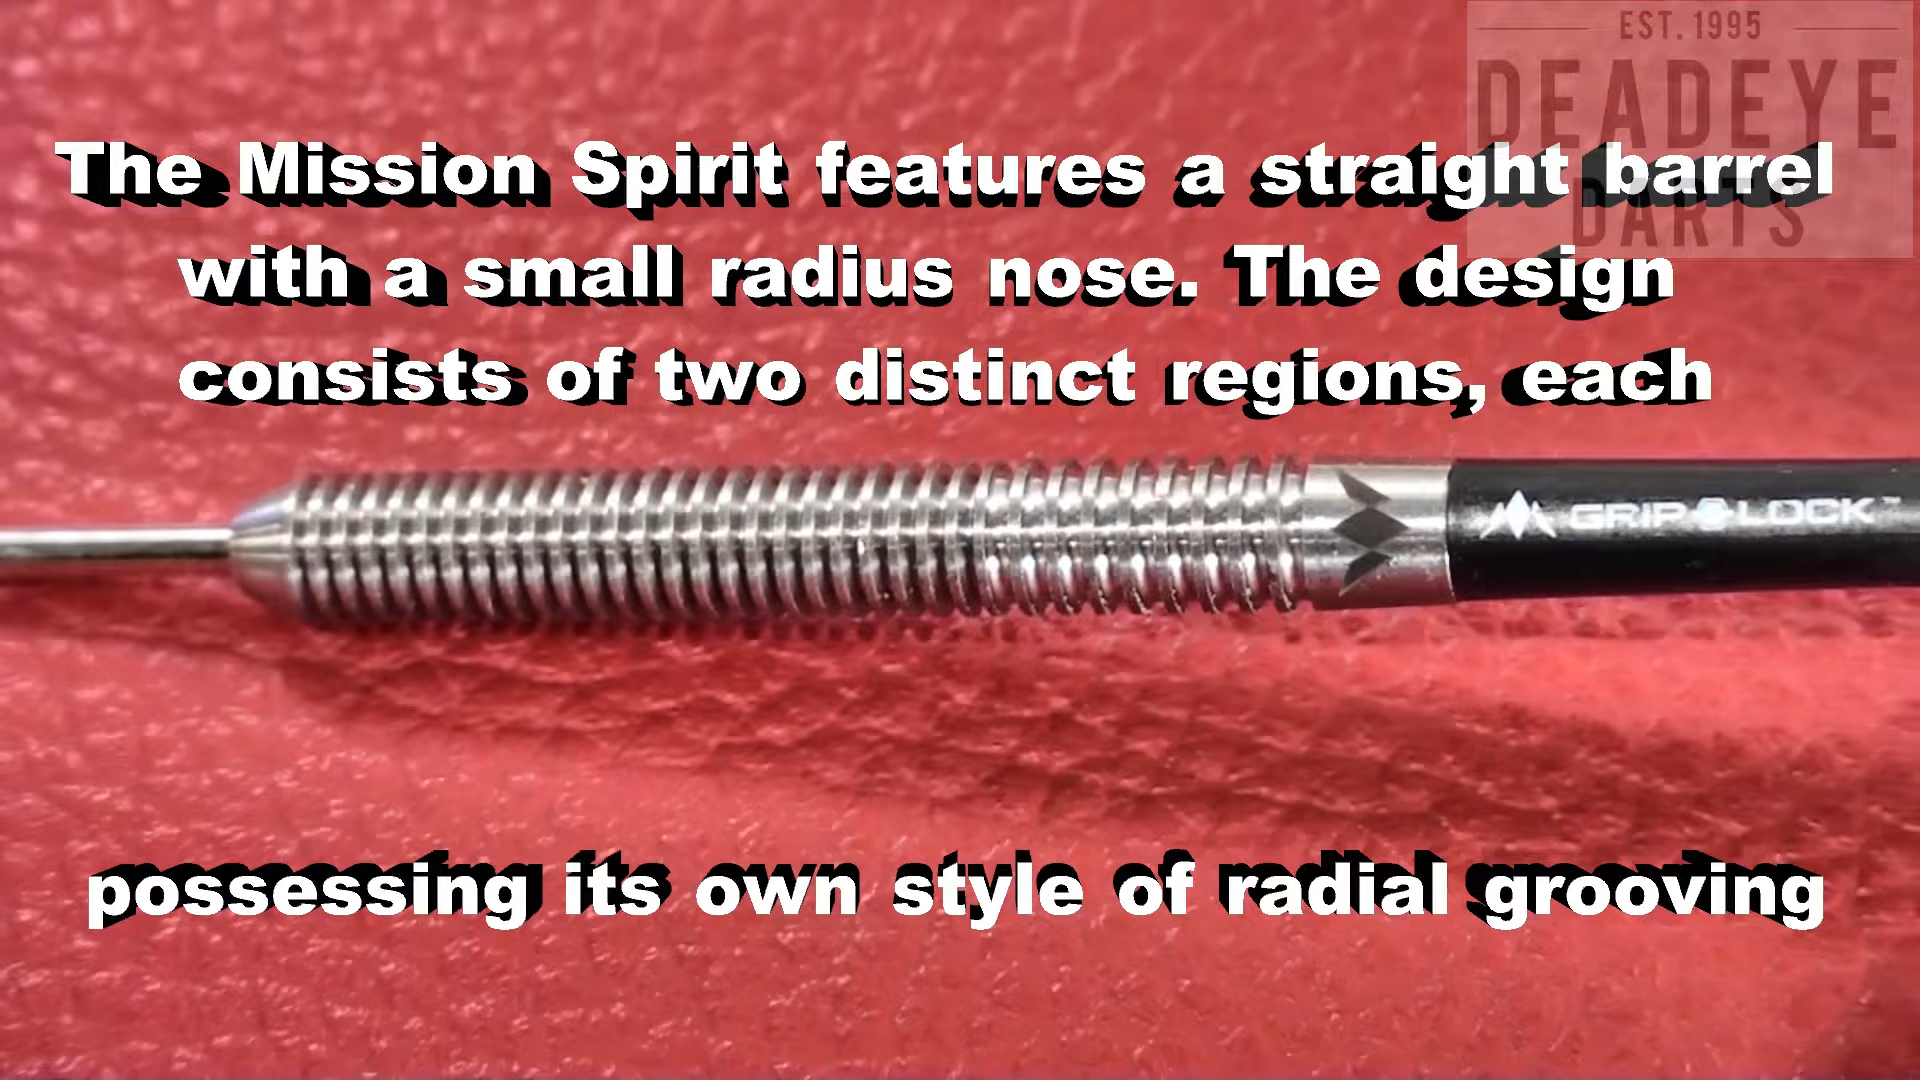 EST. 1995
DEADEYE
DARTS
The Mission Spirit features a straight barrel
with a small radius nose. The design
consists of two distinct regions, each
GRIP LOCK™
possessing its own style of radial grooving